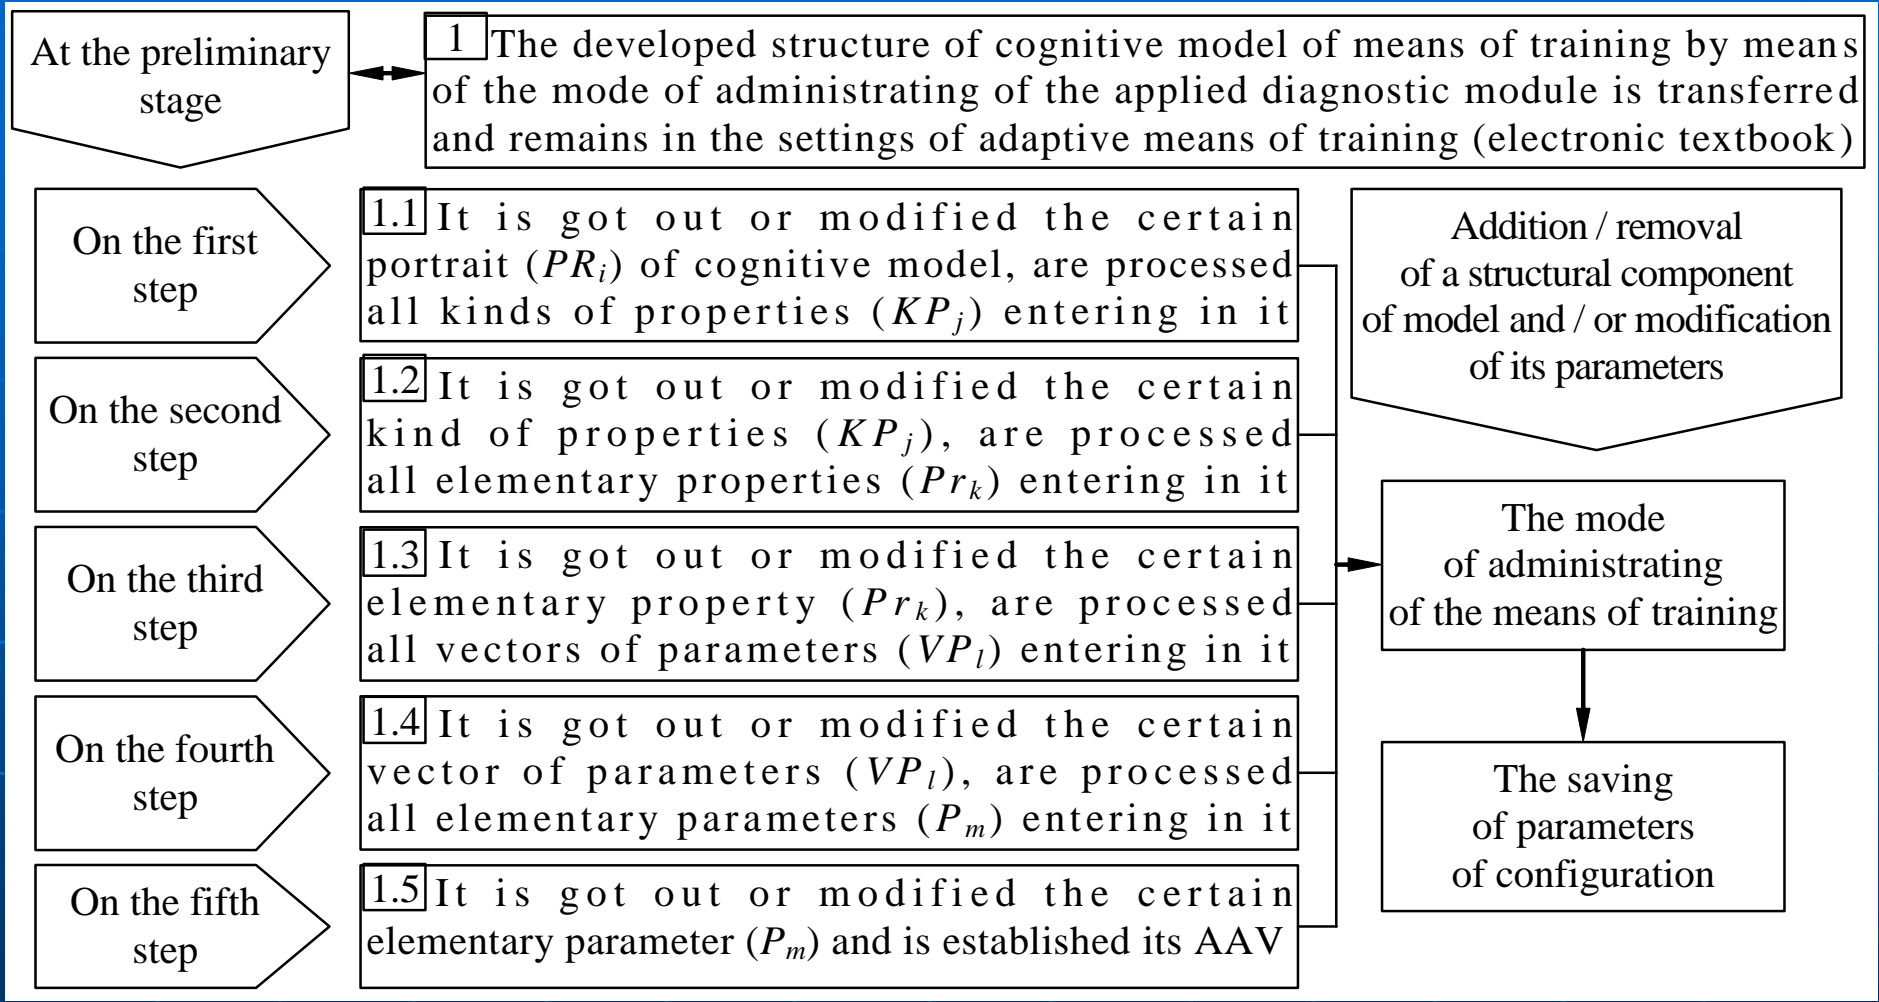 At the preliminary
stage
1 The developed structure of cognitive model of means of training by means
of the mode of administrating of the applied diagnostic module is transferred
and remains in the settings of adaptive means of training (electronic textbook)
On the first
step
1.1 It is got out or modified the certain
portrait (PRi) of cognitive model, are processed
all kinds of properties (KPj) entering in it
On the second
step
1.2 It is got out or modified the certain
kind of properties (KPj), are processed
all elementary properties (Prk) entering in it
On the third
step
1.3 It is got out or modified the certain
elementary property (Prk), are processed
all vectors of parameters (VPl) entering in it
On the fourth
step
1.4 It is got out or modified the certain
vector of parameters (VPl), are processed
all elementary parameters (Pm) entering in it
On the fifth
step
1.5 It is got out or modified the certain
elementary parameter (Pm) and is established its AAV
Addition / removal
of a structural component
of model and / or modification
of its parameters
The mode
of administrating
of the means of training
The saving
of parameters
of configuration